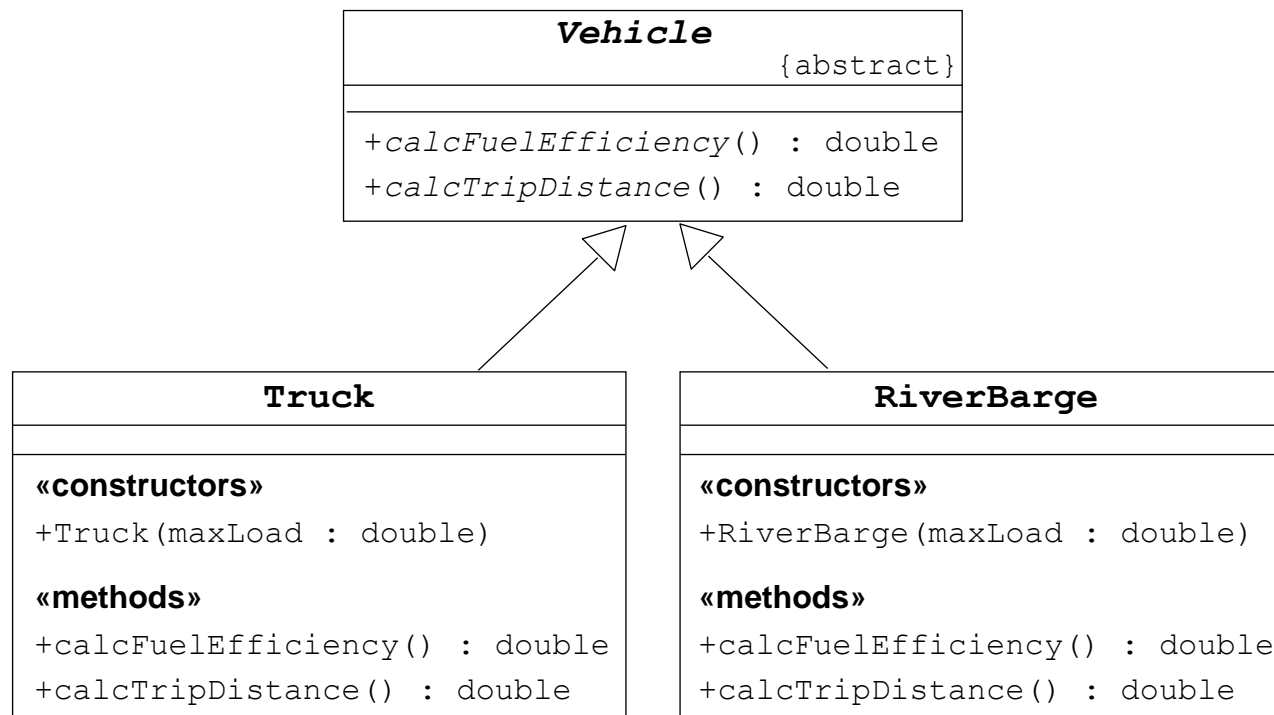 Vehicle
{abstract}
+calcFuelEfficiency() : double
+calcTripDistance() : double
Truck
«constructors»
+Truck(maxLoad : double)
«methods»
+calcFuelEfficiency() : double
+calcTripDistance() : double
RiverBarge
«constructors»
+RiverBarge(maxLoad : double)
«methods»
+calcFuelEfficiency() : double
+calcTripDistance() : double